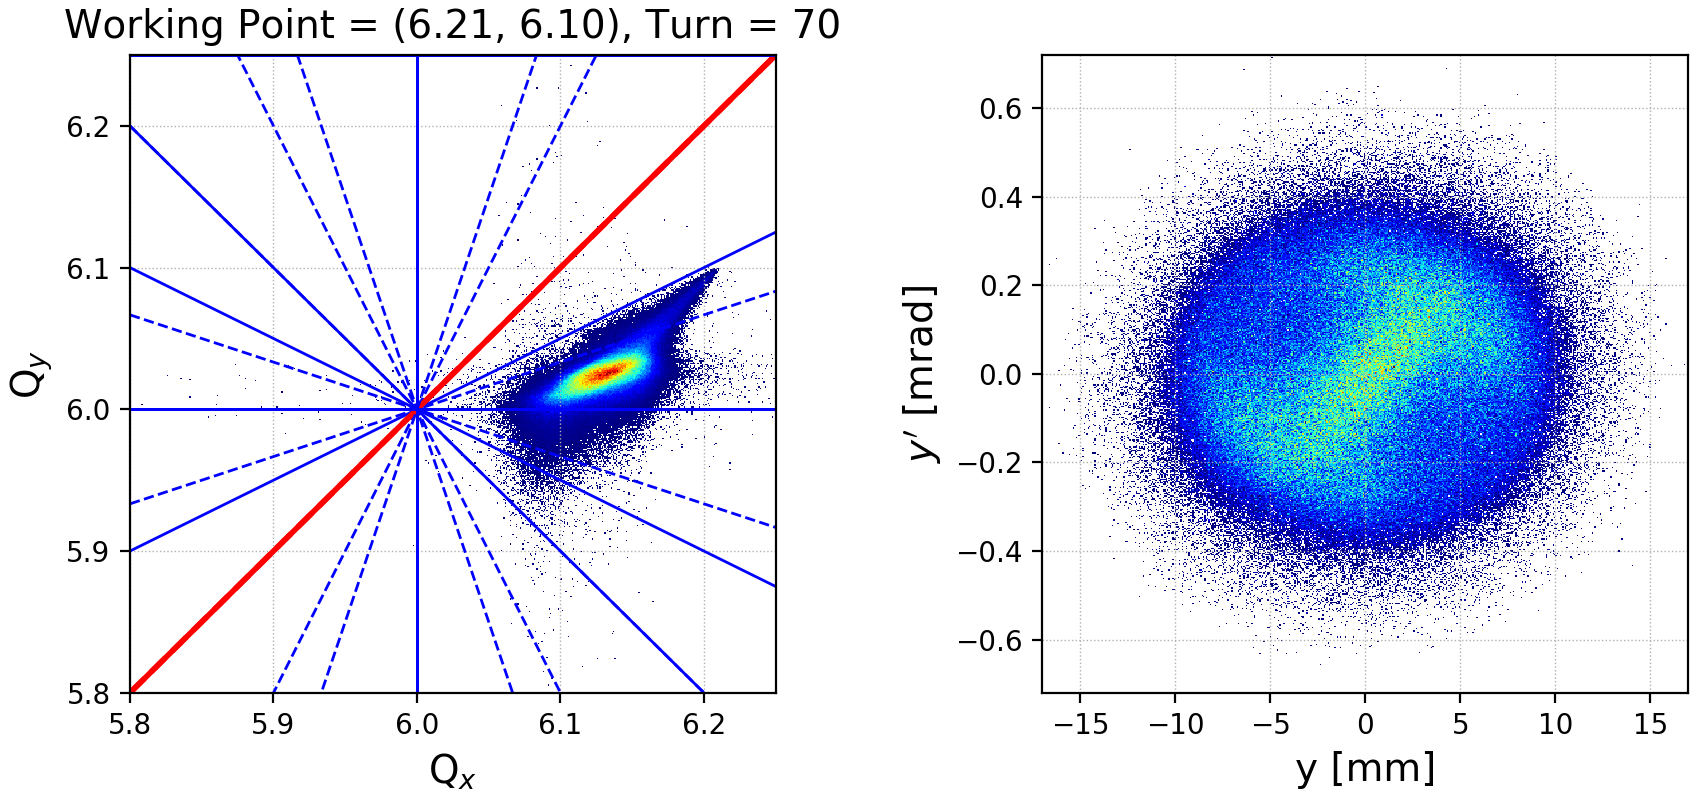 Working Point = (6.21, 6.10), Turn = 70
6.2
6.1
6.0
5.9
5.8
Q_y
5.8 5.9 6.0 6.1 6.2
Q_x
0.6
0.4
0.2
0.0
−0.2
−0.4
−0.6
y′ [mrad]
−15 −10 −5 0 5 10 15
y [mm]